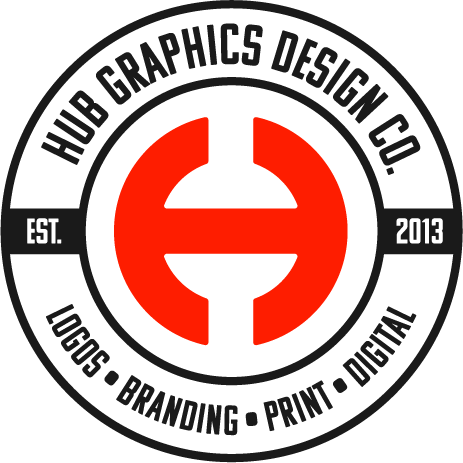 HUB GRAPHICS DESIGN CO.
EST. 2013
LOGOS • BRANDING • PRINT • DIGITAL